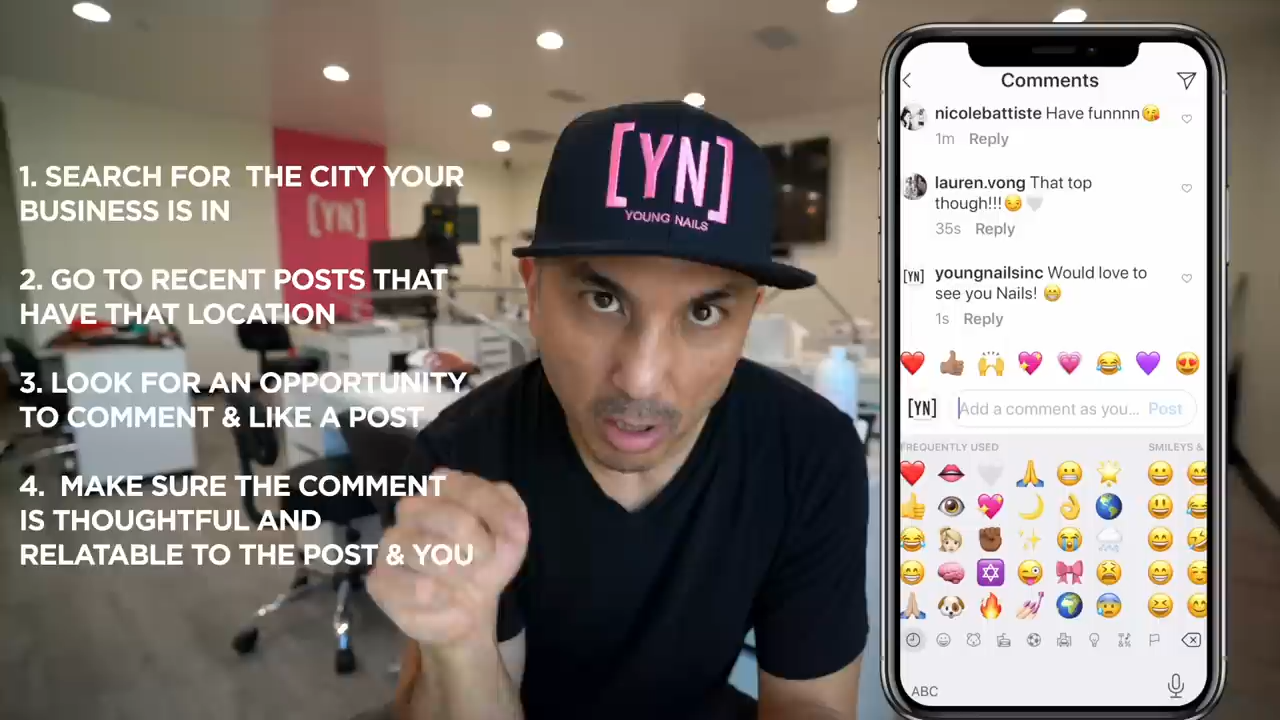 1. SEARCH FOR THE CITY YOUR
BUSINESS IS IN
2. GO TO RECENT POSTS THAT
HAVE THAT LOCATION
3. LOOK FOR AN OPPORTUNITY
TO COMMENT & LIKE A POST
4. MAKE SURE THE COMMENT
IS THOUGHTFUL AND
RELATABLE TO THE POST & YOU
[YN]
[YN]
YOUNG NAILS
Comments
nicolebattiste Have funnnn😘
1m Reply
lauren.vong That top
though!!!😏🤍
35s Reply
[YN] youngnailsinc Would love to
see you Nails! 😁
1s Reply
[YN] Add a comment as you... Post
FREQUENTLY USED SMILEYS &
ABC